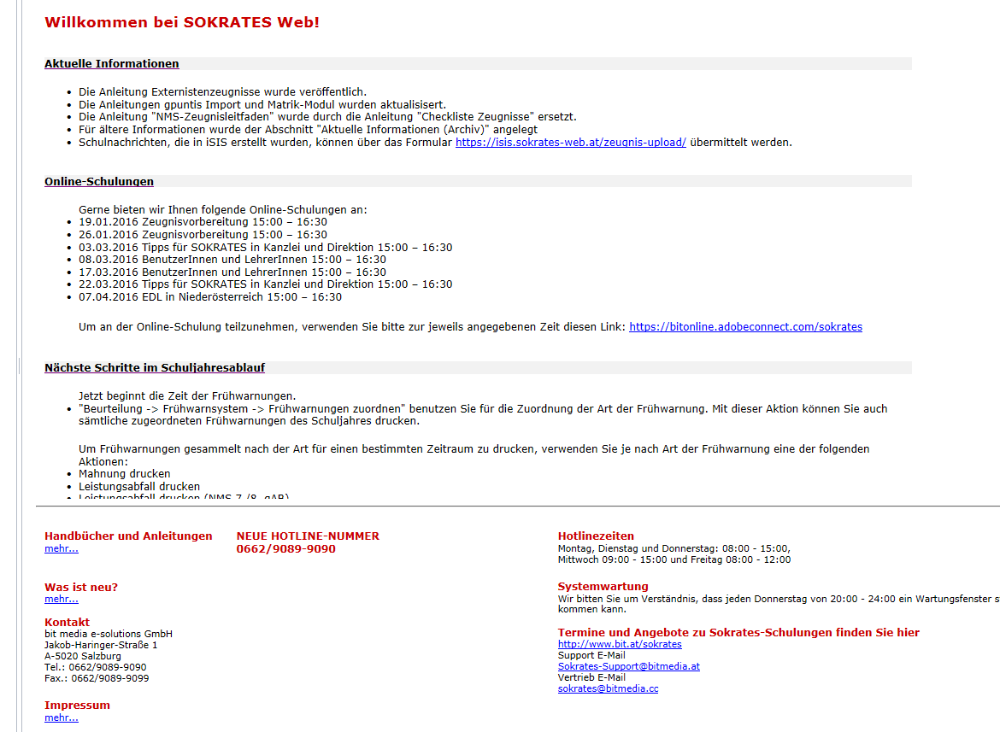 Willkommen bei SOKRATES Web!
Aktuelle Informationen
• Die Anleitung Externistenzeugnisse wurde veröffentlich.
• Die Anleitungen gpuntis Import und Matrik-Modul wurden aktualisisert.
• Die Anleitung "NMS-Zeugnisleitfaden" wurde durch die Anleitung "Checkliste Zeugnisse" ersetzt.
• Für ältere Informationen wurde der Abschnitt "Aktuelle Informationen (Archiv)" angelegt
• Schulnachrichten, die in iSIS erstellt wurden, können über das Formular https://isis.sokrates-web.at/zeugnis-upload/ übermittelt werden.
Online-Schulungen
Gerne bieten wir Ihnen folgende Online-Schulungen an:
• 19.01.2016 Zeugnisvorbereitung 15:00 – 16:30
• 26.01.2016 Zeugnisvorbereitung 15:00 – 16:30
• 03.03.2016 Tipps für SOKRATES in Kanzlei und Direktion 15:00 – 16:30
• 08.03.2016 BenutzerInnen und LehrerInnen 15:00 – 16:30
• 17.03.2016 BenutzerInnen und LehrerInnen 15:00 – 16:30
• 22.03.2016 Tipps für SOKRATES in Kanzlei und Direktion 15:00 – 16:30
• 07.04.2016 EDL in Niederösterreich 15:00 – 16:30
Um an der Online-Schulung teilzunehmen, verwenden Sie bitte zur jeweils angegebenen Zeit diesen Link: https://bitonline.adobeconnect.com/sokrates
Nächste Schritte im Schuljahresablauf
Jetzt beginnt die Zeit der Frühwarnungen.
• "Beurteilung -> Frühwarnsystem -> Frühwarnungen zuordnen" benutzen Sie für die Zuordnung der Art der Frühwarnung. Mit dieser Aktion können Sie auch
sämtliche zugeordneten Frühwarnungen des Schuljahres drucken.
Um Frühwarnungen gesammelt nach der Art für einen bestimmten Zeitraum zu drucken, verwenden Sie je nach Art der Frühwarnung eine der folgenden
Aktionen:
• Mahnung drucken
• Leistungsabfall drucken
• Leistungsabfall drucken (NMS 7./8. gAB)
Handbücher und Anleitungen
mehr...
NEUE HOTLINE-NUMMER
0662/9089-9090
Hotlinezeiten
Montag, Dienstag und Donnerstag: 08:00 - 15:00,
Mittwoch 09:00 - 15:00 und Freitag 08:00 - 12:00
Was ist neu?
mehr...
Systemwartung
Wir bitten Sie um Verständnis, dass jeden Donnerstag von 20:00 - 24:00 ein Wartungsfenster
kommen kann.
Kontakt
bit media e-solutions GmbH
Jakob-Haringer-Straße 1
A-5020 Salzburg
Tel.: 0662/9089-9090
Fax.: 0662/9089-9099
Termine und Angebote zu Sokrates-Schulungen finden Sie hier
http://www.bit.at/sokrates
Support E-Mail
Sokrates-Support@bitmedia.at
Vertrieb E-Mail
sokrates@bitmedia.cc
Impressum
mehr...